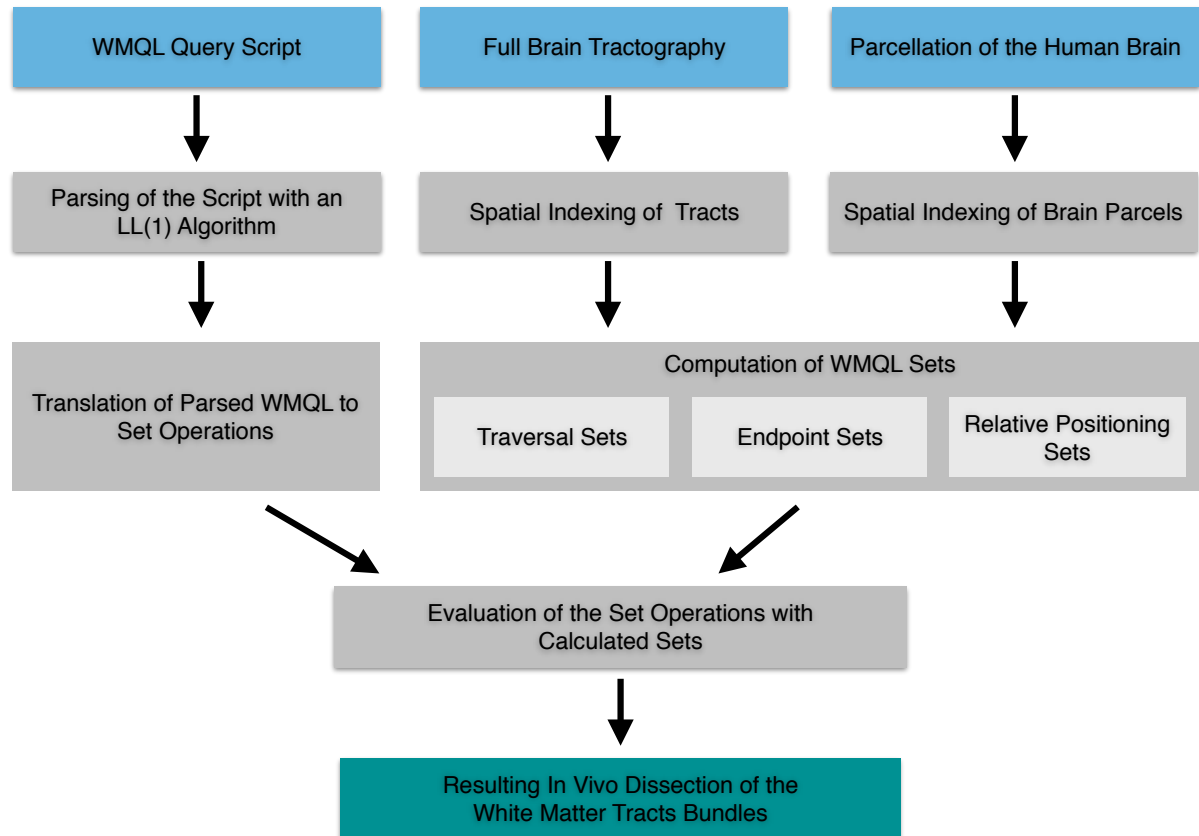 WMQL Query Script
Full Brain Tractography
Parcellation of the Human Brain
Parsing of the Script with an
LL(1) Algorithm
Spatial Indexing of Tracts
Spatial Indexing of Brain Parcels
Translation of Parsed WMQL to
Set Operations
Computation of WMQL Sets
Traversal Sets
Endpoint Sets
Relative Positioning
Sets
Evaluation of the Set Operations with
Calculated Sets
Resulting In Vivo Dissection of the
White Matter Tracts Bundles